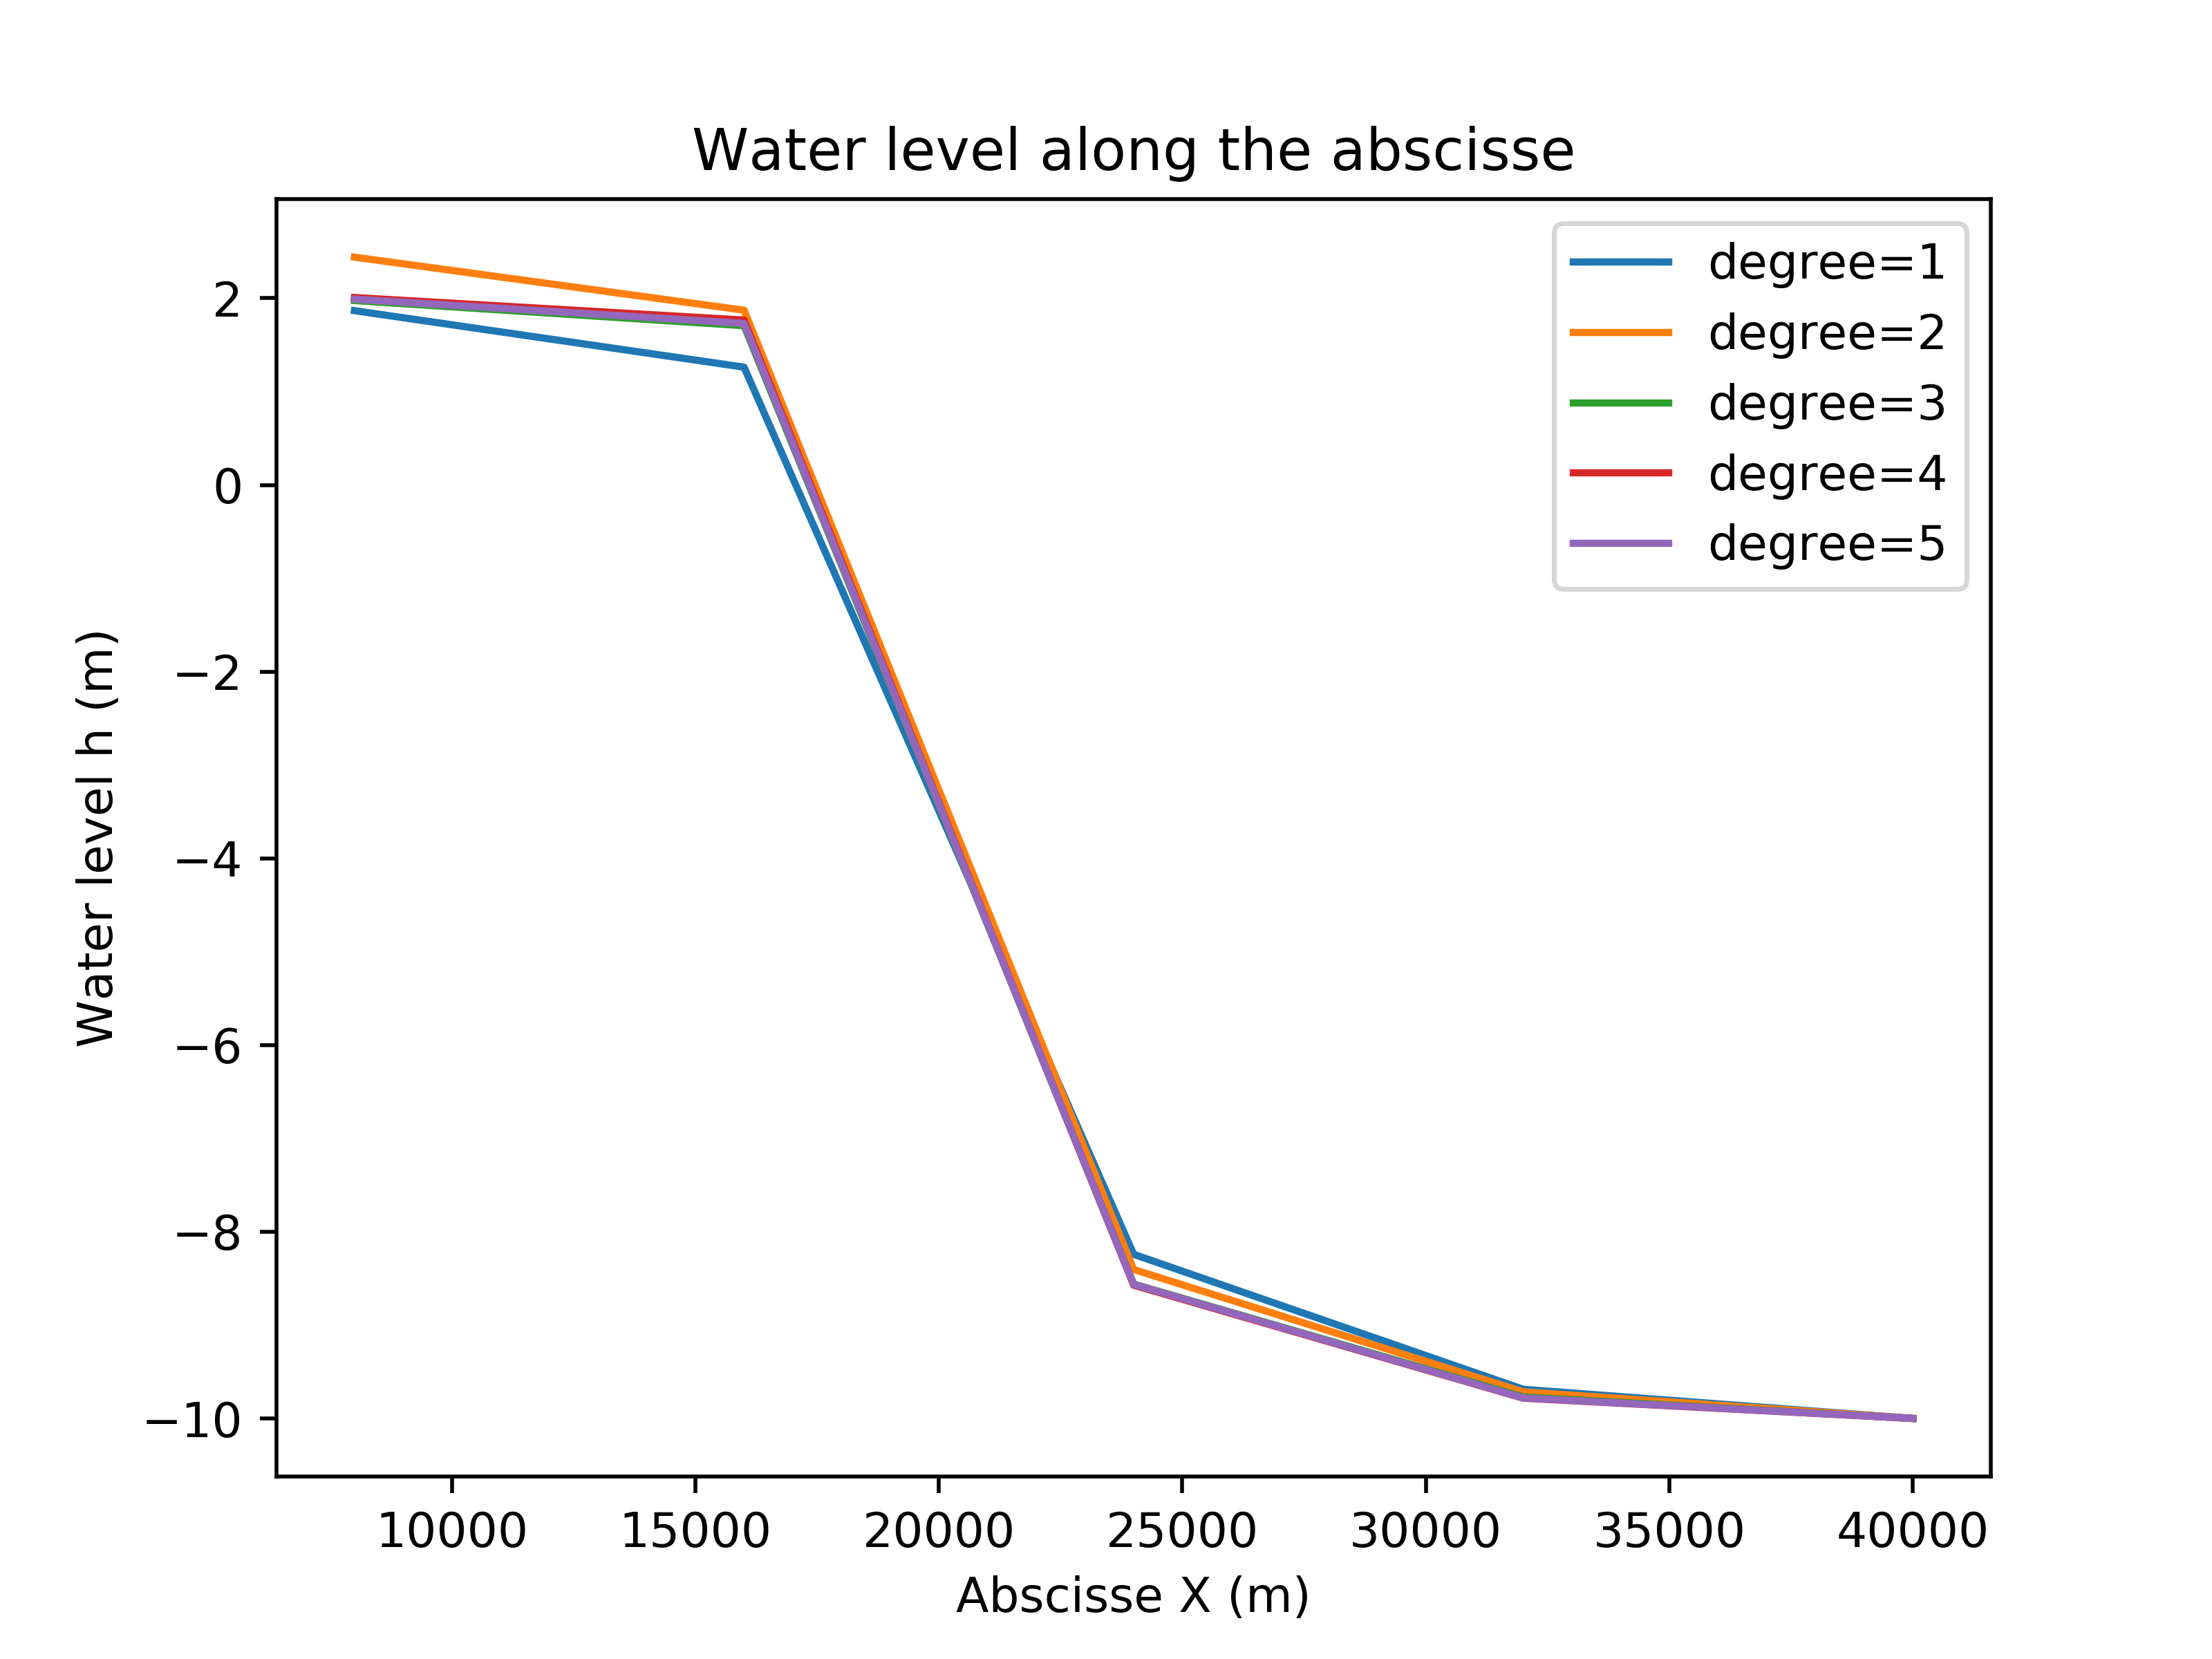 Water level along the abscisse
degree=1
degree=2
degree=3
degree=4
degree=5
2
0
−2
−4
−6
−8
−10
Water level h (m)
10000 15000 20000 25000 30000 35000 40000
Abscisse X (m)